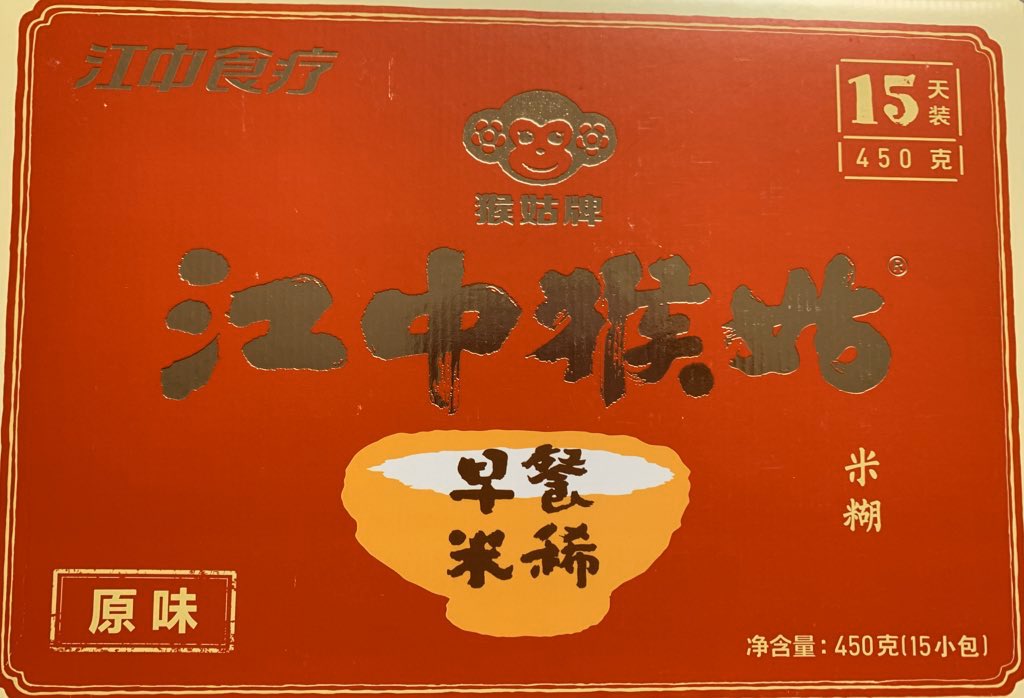 江中食疗
15天装
450克
猴姑牌
江中猴姑®
早餐
米稀
米糊
原味
净含量：450克(15小包)